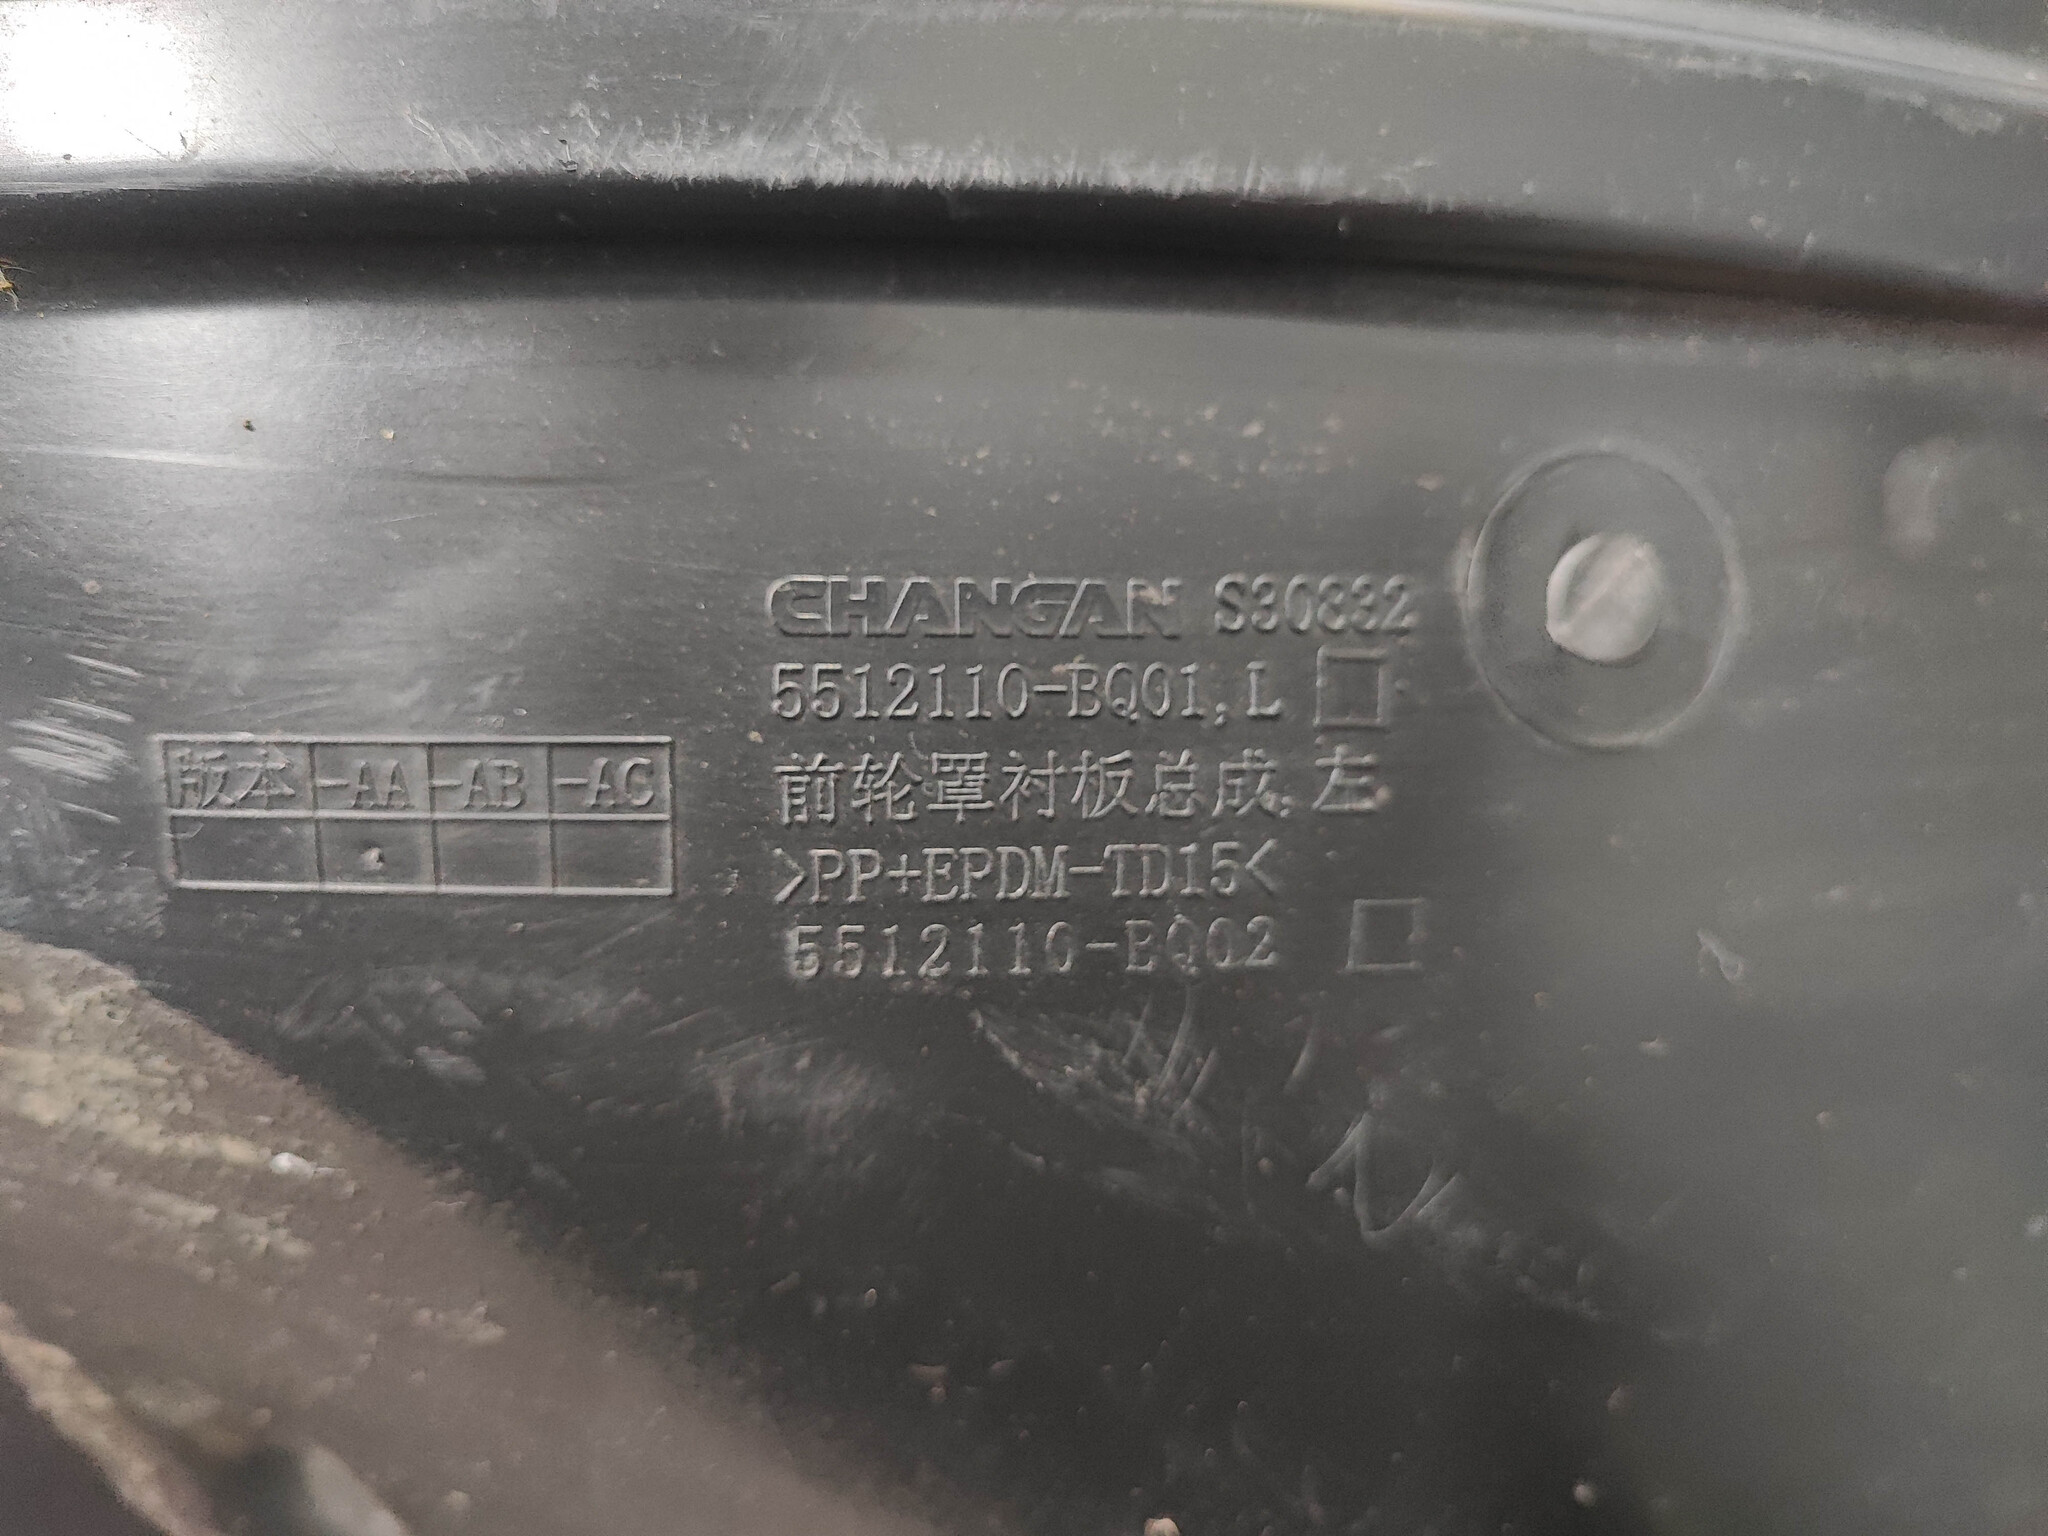 CHANGAN S30832
5512110-BQ01,L □
前轮罩衬板总成,左
>PP+EPDM-TD15<
5512110-BQ02 □
版本 -AA -AB -AC